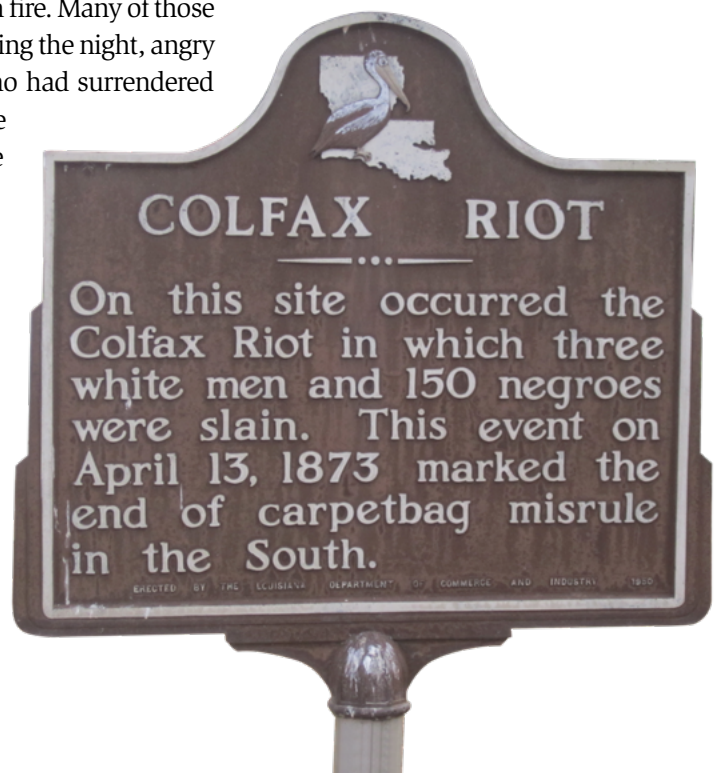 n fire. Many of those
ing the night, angry
o had surrendered
e
e
COLFAX RIOT
On this site occurred the
Colfax Riot in which three
white men and 150 negroes
were slain. This event on
April 13, 1873 marked the
end of carpetbag misrule
in the South.
ERECTED BY THE LOUISIANA DEPARTMENT OF COMMERCE AND INDUSTRY 1950